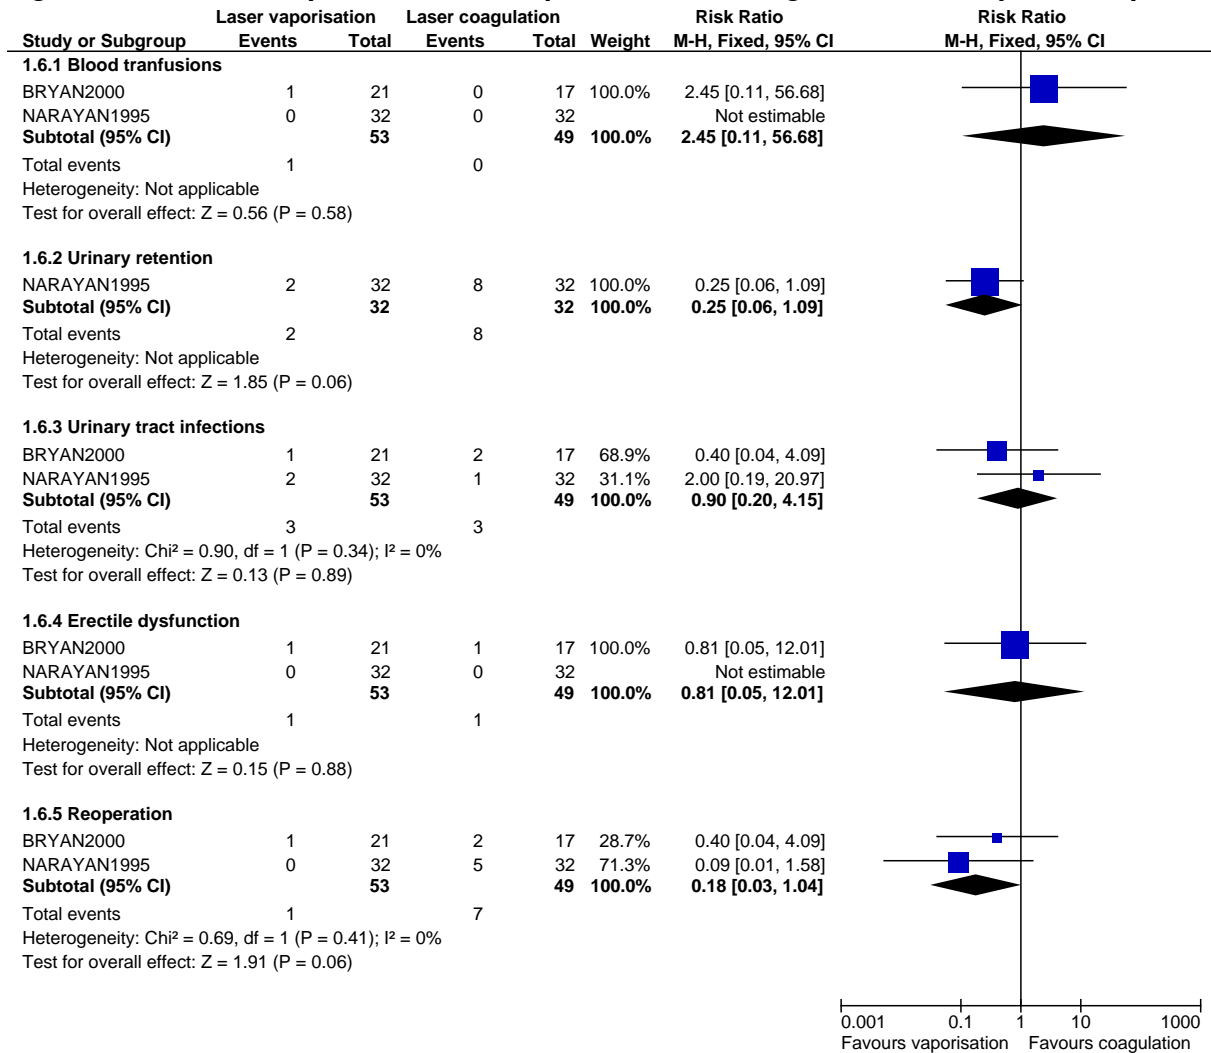 Laser vaporisation Laser coagulation Risk Ratio Risk Ratio
Study or Subgroup Events Total Events Total Weight M-H, Fixed, 95% CI M-H, Fixed, 95% CI
1.6.1 Blood tranfusions
BRYAN2000 1 21 0 17 100.0% 2.45 [0.11, 56.68]
NARAYAN1995 0 32 0 32 Not estimable
Subtotal (95% CI) 53 49 100.0% 2.45 [0.11, 56.68]
Total events 1 0
Heterogeneity: Not applicable
Test for overall effect: Z = 0.56 (P = 0.58)
1.6.2 Urinary retention
NARAYAN1995 2 32 8 32 100.0% 0.25 [0.06, 1.09]
Subtotal (95% CI) 32 32 100.0% 0.25 [0.06, 1.09]
Total events 2 8
Heterogeneity: Not applicable
Test for overall effect: Z = 1.85 (P = 0.06)
1.6.3 Urinary tract infections
BRYAN2000 1 21 2 17 68.9% 0.40 [0.04, 4.09]
NARAYAN1995 2 32 1 32 31.1% 2.00 [0.19, 20.97]
Subtotal (95% CI) 53 49 100.0% 0.90 [0.20, 4.15]
Total events 3 3
Heterogeneity: Chi² = 0.90, df = 1 (P = 0.34); I² = 0%
Test for overall effect: Z = 0.13 (P = 0.89)
1.6.4 Erectile dysfunction
BRYAN2000 1 21 1 17 100.0% 0.81 [0.05, 12.01]
NARAYAN1995 0 32 0 32 Not estimable
Subtotal (95% CI) 53 49 100.0% 0.81 [0.05, 12.01]
Total events 1 1
Heterogeneity: Not applicable
Test for overall effect: Z = 0.15 (P = 0.88)
1.6.5 Reoperation
BRYAN2000 1 21 2 17 28.7% 0.40 [0.04, 4.09]
NARAYAN1995 0 32 5 32 71.3% 0.09 [0.01, 1.58]
Subtotal (95% CI) 53 49 100.0% 0.18 [0.03, 1.04]
Total events 1 7
Heterogeneity: Chi² = 0.69, df = 1 (P = 0.41); I² = 0%
Test for overall effect: Z = 1.91 (P = 0.06)
0.001 0.1 1 10 1000
Favours vaporisation Favours coagulation